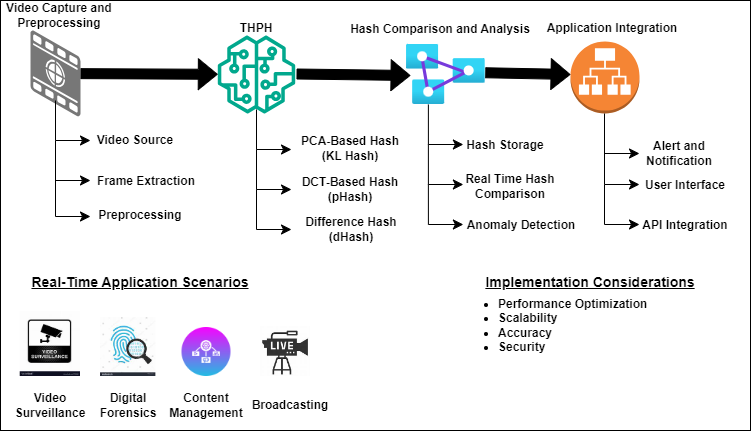 Video Capture and
Preprocessing
THPH
Hash Comparison and Analysis
Application Integration
Video Source
Frame Extraction
Preprocessing
PCA-Based Hash
(KL Hash)
DCT-Based Hash
(pHash)
Difference Hash
(dHash)
Hash Storage
Real Time Hash
Comparison
Anomaly Detection
Alert and
Notification
User Interface
API Integration
Real-Time Application Scenarios
VIDEO
SURVEILLANCE
LIVE
Video
Surveillance
Digital
Forensics
Content
Management
Broadcasting
Implementation Considerations
Performance Optimization
Scalability
Accuracy
Security